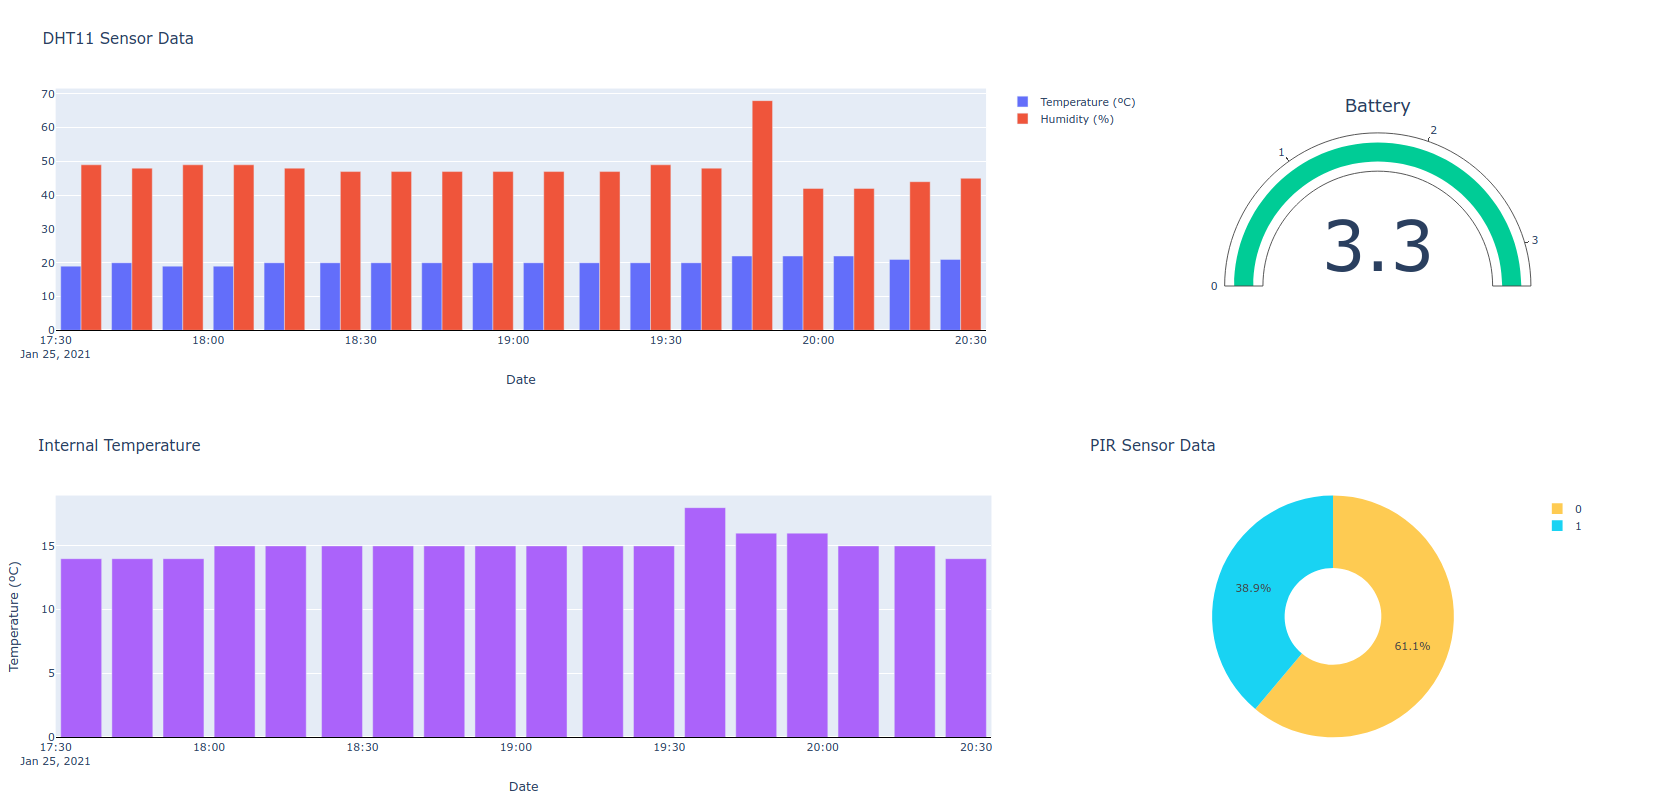 DHT11 Sensor Data
70
60
50
40
30
20
10
0
17:30 18:00 18:30 19:00 19:30 20:00 20:30
Jan 25, 2021
Date
Temperature (ºC)
Humidity (%)
Battery
0
1
2
3
3.3
Internal Temperature
Temperature (ºC)
15
10
5
0
17:30 18:00 18:30 19:00 19:30 20:00 20:30
Jan 25, 2021
Date
PIR Sensor Data
38.9%
61.1%
0
1